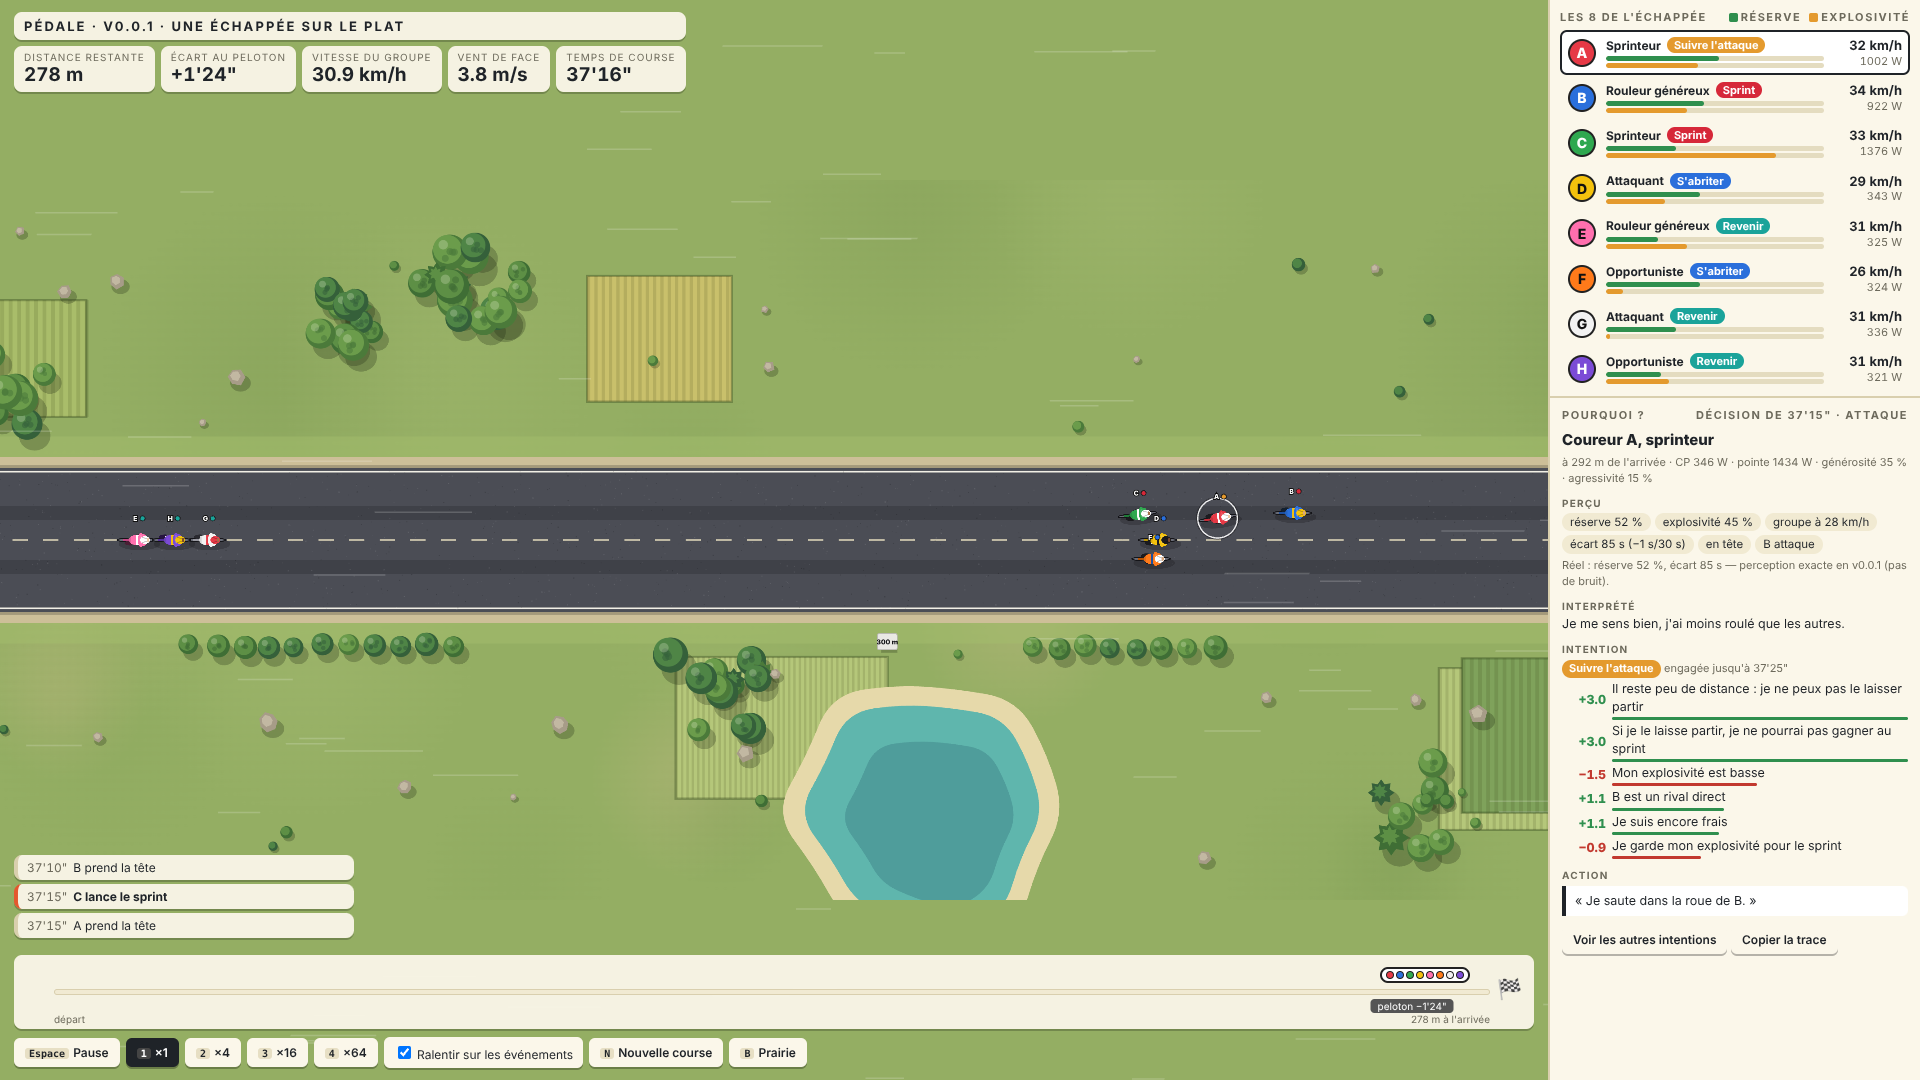 PÉDALE · V0.0.1 · UNE ÉCHAPPÉE SUR LE PLAT
DISTANCE RESTANTE
278 m
ÉCART AU PELOTON
+1'24"
VITESSE DU GROUPE
30.9 km/h
VENT DE FACE
3.8 m/s
TEMPS DE COURSE
37'16"
C
A
B
D
F
E
H
G
300 m
37'10" B prend la tête
37'15" C lance le sprint
37'15" A prend la tête
peloton −1'24"
départ
278 m à l'arrivée
Espace Pause
1 ×1
2 ×4
3 ×16
4 ×64
Ralentir sur les événements
N Nouvelle course
B Prairie
LES 8 DE L'ÉCHAPPÉE RÉSERVE EXPLOSIVITÉ
A Sprinteur Suivre l'attaque 32 km/h
1002 W
B Rouleur généreux Sprint 34 km/h
922 W
C Sprinteur Sprint 33 km/h
1376 W
D Attaquant S'abriter 29 km/h
343 W
E Rouleur généreux Revenir 31 km/h
325 W
F Opportuniste S'abriter 26 km/h
324 W
G Attaquant Revenir 31 km/h
336 W
H Opportuniste Revenir 31 km/h
321 W
POURQUOI ? DÉCISION DE 37'15" · ATTAQUE
Coureur A, sprinteur
à 292 m de l'arrivée · CP 346 W · pointe 1434 W · générosité 35 %
· agressivité 15 %
PERÇU
réserve 52 % explosivité 45 % groupe à 28 km/h
écart 85 s (−1 s/30 s) en tête B attaque
Réel : réserve 52 %, écart 85 s — perception exacte en v0.0.1 (pas
de bruit).
INTERPRÉTÉ
Je me sens bien, j'ai moins roulé que les autres.
INTENTION
Suivre l'attaque engagée jusqu'à 37'25"
+3.0 Il reste peu de distance : je ne peux pas le laisser
partir
+3.0 Si je le laisse partir, je ne pourrai pas gagner au
sprint
−1.5 Mon explosivité est basse
+1.1 B est un rival direct
+1.1 Je suis encore frais
−0.9 Je garde mon explosivité pour le sprint
ACTION
« Je saute dans la roue de B. »
Voir les autres intentions Copier la trace